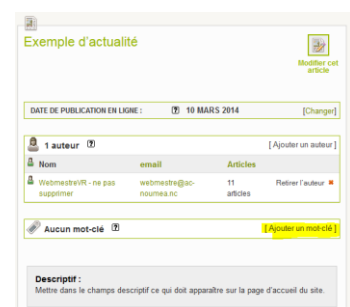 Exemple d'actualité
Modifier cet
article
DATE DE PUBLICATION EN LIGNE : ? 10 MARS 2014 [Changer]
1 auteur ? [ Ajouter un auteur ]
Nom email Articles
WebmestreVR - ne pas webmestre@ac- 11 Retirer l'auteur ✖
supprimer noumea.nc articles
Aucun mot-clé ? [ Ajouter un mot-clé ]
Descriptif :
Mettre dans le champs descriptif ce qui doit apparaître sur la page d'accueil du site.